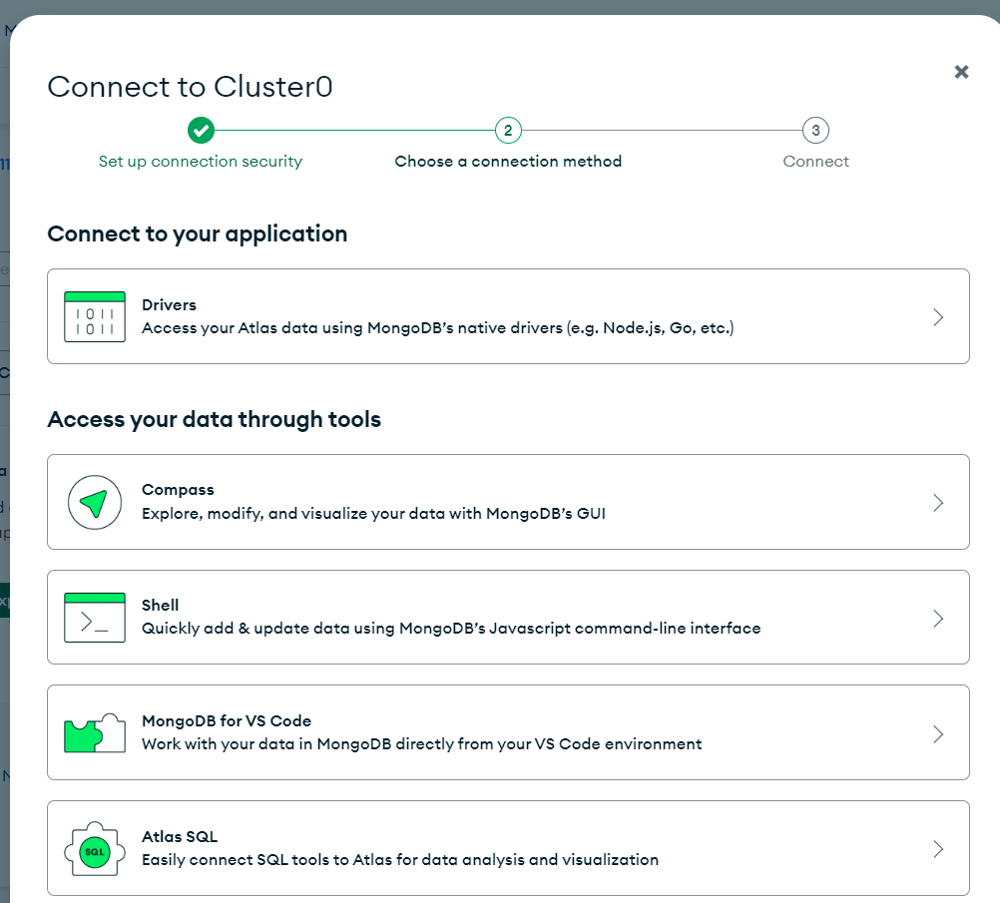 Connect to Cluster0
2
3
Set up connection security
Choose a connection method
Connect
Connect to your application
Drivers
Access your Atlas data using MongoDB's native drivers (e.g. Node.js, Go, etc.)
Access your data through tools
Compass
Explore, modify, and visualize your data with MongoDB's GUI
Shell
Quickly add & update data using MongoDB's Javascript command-line interface
MongoDB for VS Code
Work with your data in MongoDB directly from your VS Code environment
SQL
Atlas SQL
Easily connect SQL tools to Atlas for data analysis and visualization